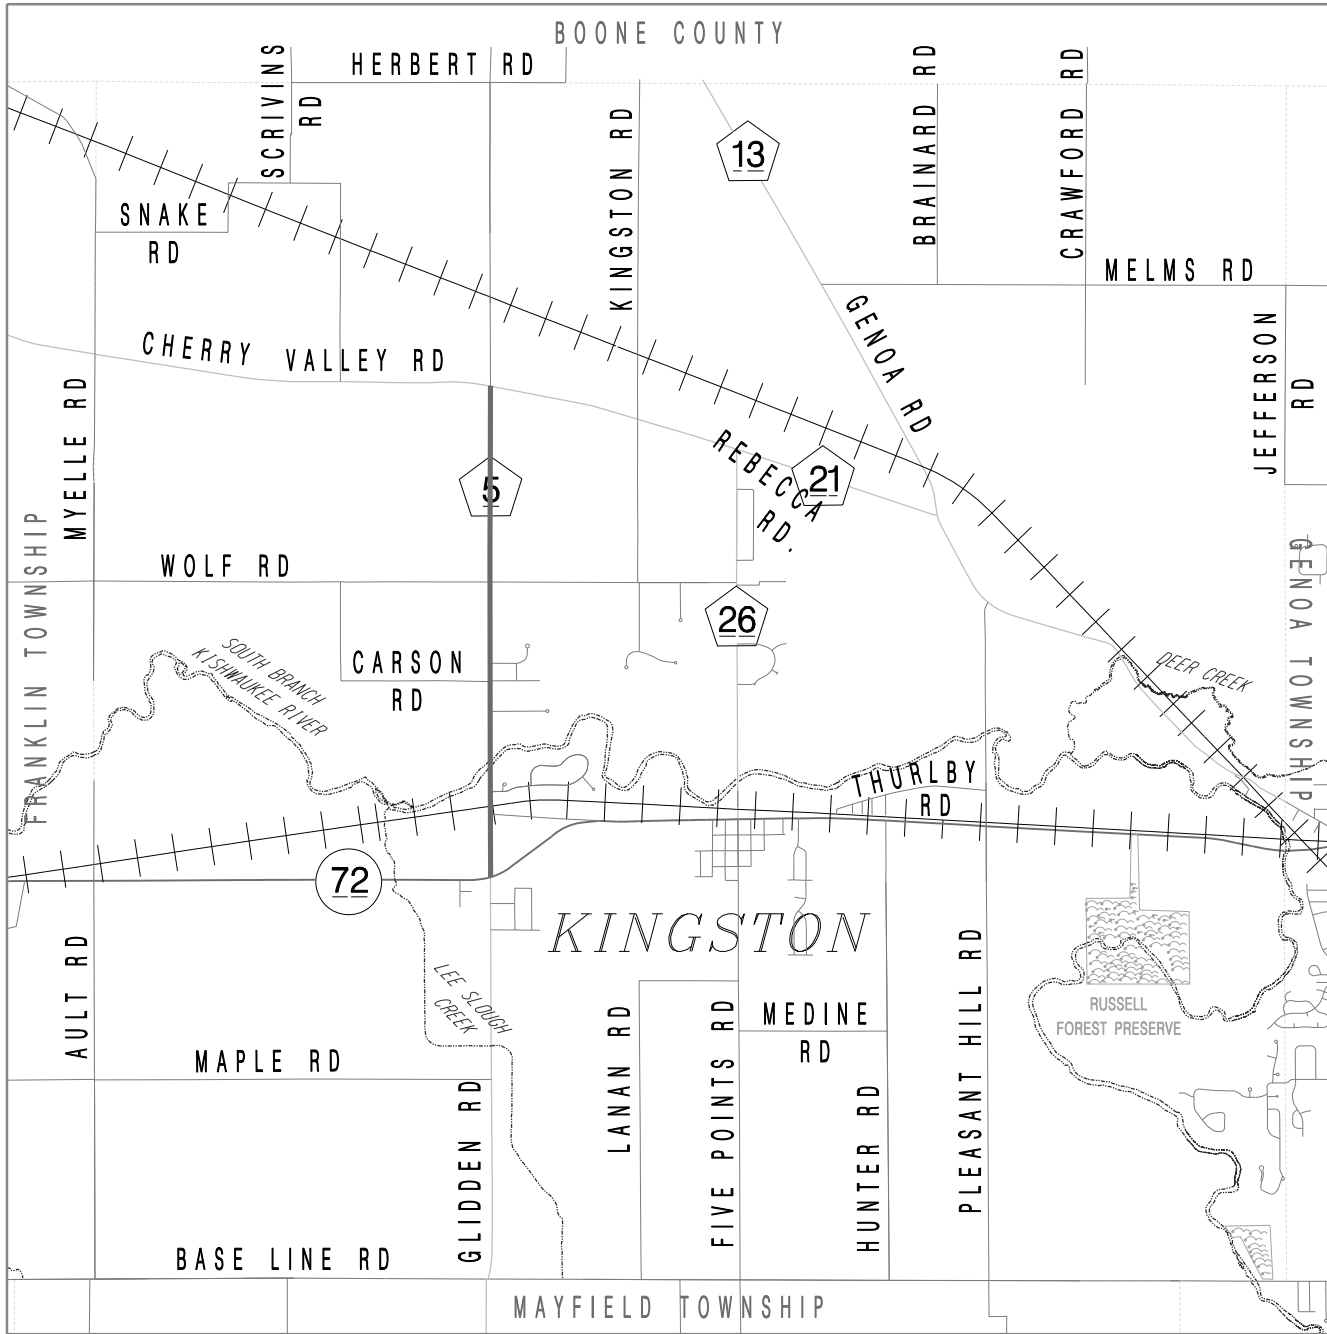 BOONE COUNTY
HERBERT RD
SCRIVINS
RD
KINGSTON RD
13
BRAINARD RD
CRAWFORD RD
SNAKE
RD
MELMS RD
GENOA RD
JEFFERSON
RD
CHERRY VALLEY RD
MYELLE RD
REBECCA
RD.
21
5
FRANKLIN TOWNSHIP
WOLF RD
GENOA TOWNSHIP
26
SOUTH BRANCH
KISHWAUKEE RIVER
CARSON
RD
DEER CREEK
THURLBY
RD
72
KINGSTON
AULT RD
LEE SLOUGH
CREEK
PLEASANT HILL RD
RUSSELL
FOREST PRESERVE
LANAN RD
FIVE POINTS RD
MEDINE
RD
MAPLE RD
GLIDDEN RD
HUNTER RD
BASE LINE RD
MAYFIELD TOWNSHIP